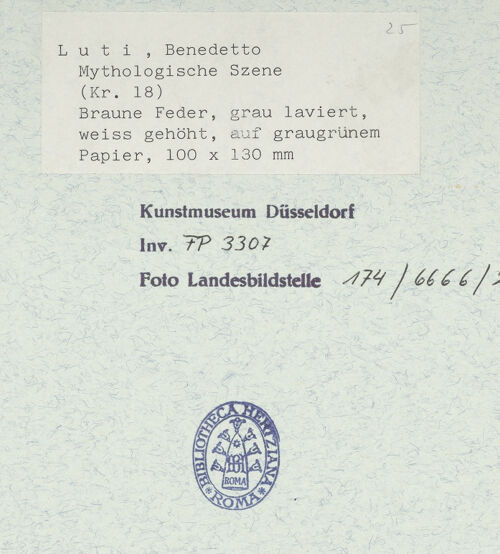 25
L u t i , Benedetto
Mythologische Szene
(Kr. 18)
Braune Feder, grau laviert,
weiss gehöht, auf graugrünem
Papier, 100 x 130 mm
Kunstmuseum Düsseldorf
Inv. FP 3307
Foto Landesbildstelle 174/6666/
BIBLIOTHECA HERTZIANA
ROMA
* ROMA *